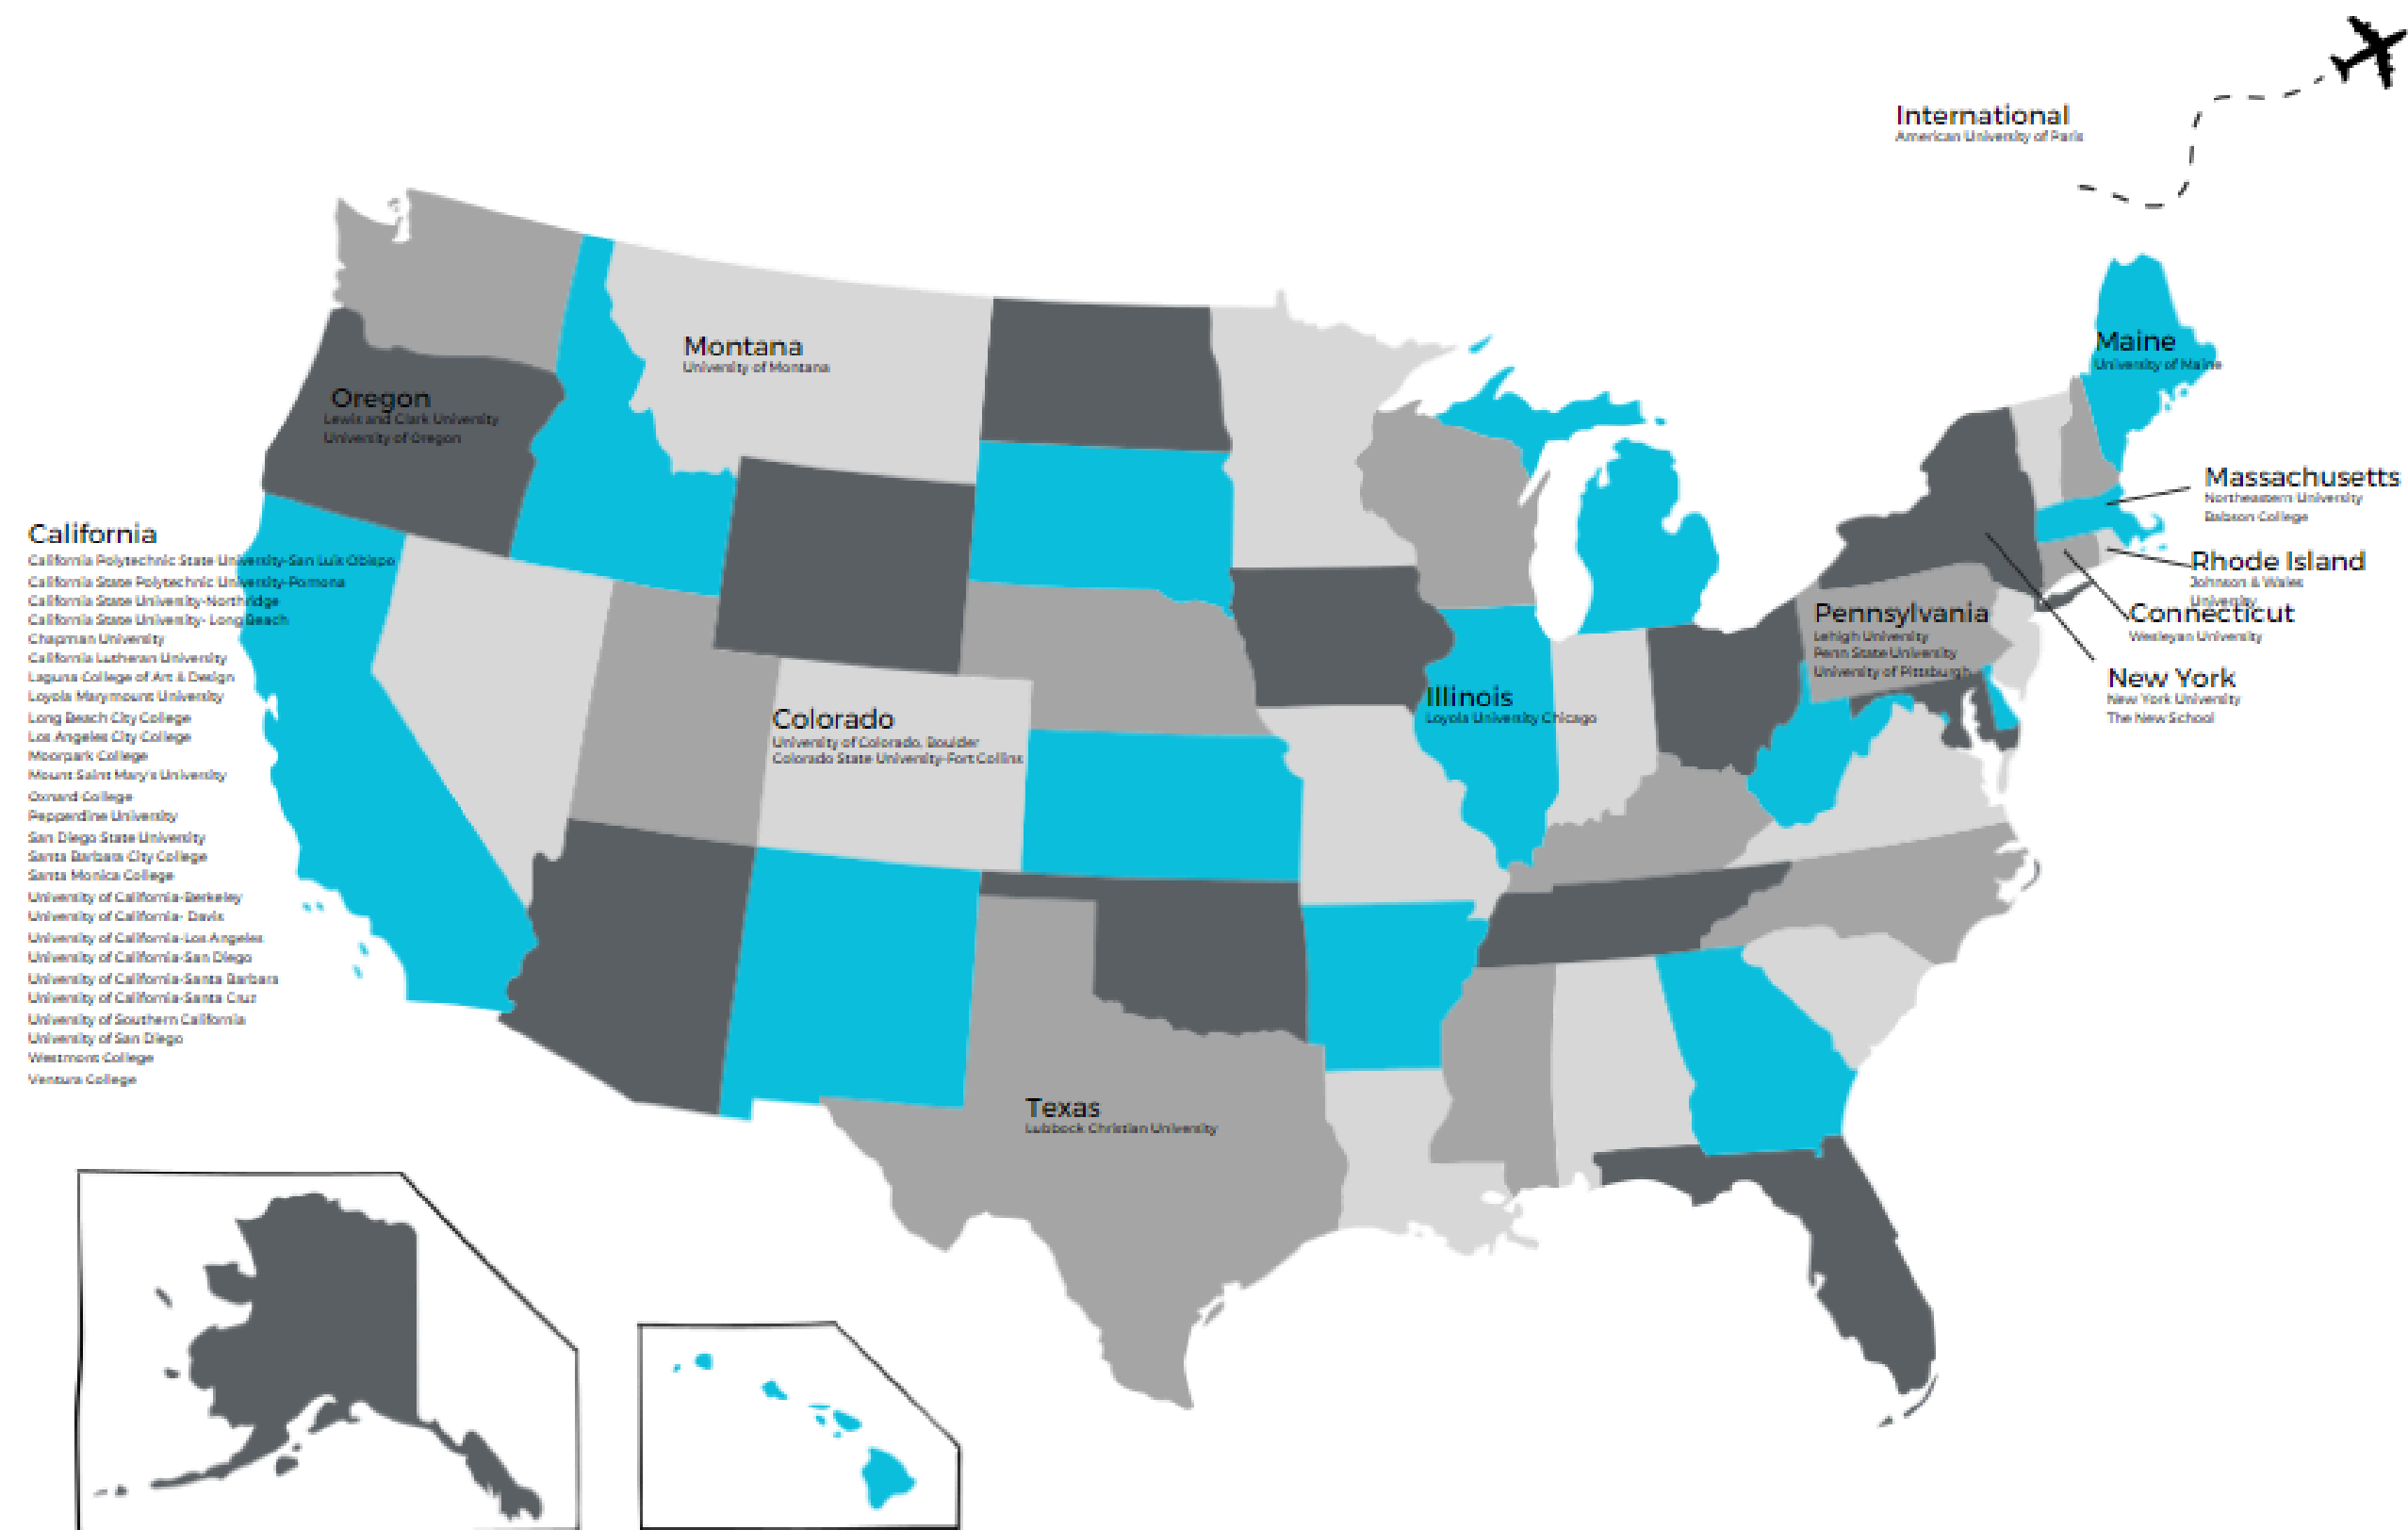 International
American University of Paris
Maine
University of Maine
Montana
University of Montana
Oregon
Lewis and Clark University
University of Oregon
Massachusetts
Northeastern University
Babson College
California
California Polytechnic State University-San Luis Obispo
California State Polytechnic University-Pomona
California State University-Northridge
California State University- Long Beach
Chapman University
California Lutheran University
Laguna College of Art & Design
Loyola Marymount University
Long Beach City College
Los Angeles City College
Moorpark College
Mount Saint Mary's University
Oxnard College
Pepperdine University
San Diego State University
Santa Barbara City College
Santa Monica College
University of California-Berkeley
University of California- Davis
University of California-Los Angeles
University of California-San Diego
University of California-Santa Barbara
University of California-Santa Cruz
University of Southern California
University of San Diego
Westmont College
Ventura College
Rhode Island
Johnson & Wales
University
Connecticut
Wesleyan University
Pennsylvania
Lehigh University
Penn State University
University of Pittsburgh
New York
New York University
The New School
Illinois
Loyola University Chicago
Colorado
University of Colorado, Boulder
Colorado State University-Fort Collins
Texas
Lubbock Christian University